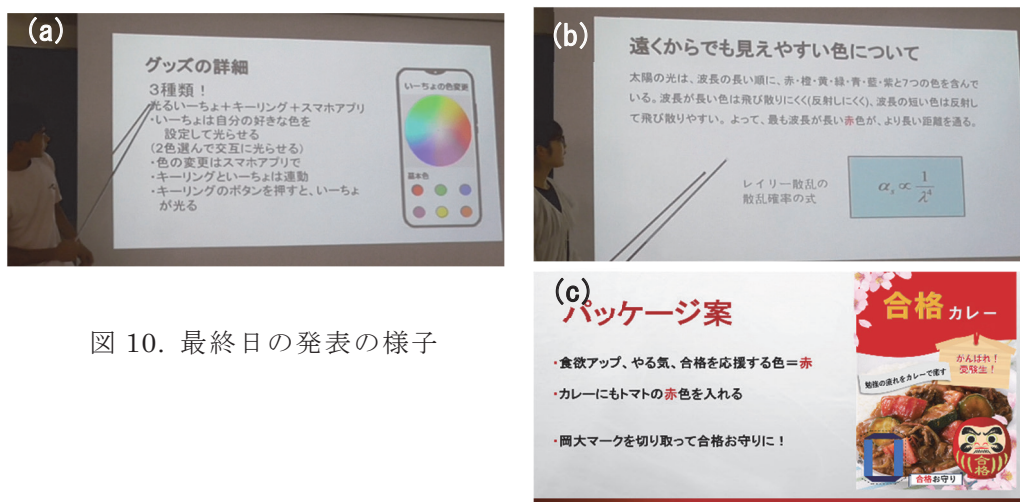 (a)
グッズの詳細
3種類！
光るいーちょ＋キーリング＋スマホアプリ
・いーちょは自分の好きな色を
設定して光らせる
(2色選んで交互に光らせる)
・色の変更はスマホアプリで
・キーリングといーちょは連動
・キーリングのボタンを押すと、いーちょ
が光る
いーちょの色変更
基本色
(b)
遠くからでも見えやすい色について
太陽の光は、波長の長い順に、赤・橙・黄・緑・青・藍・紫と7つの色を含んで
いる。波長が長い色は飛び散りにくく(反射しにくく)、波長の短い色は反射し
て飛び散りやすい。よって、最も波長が長い赤色が、より長い距離を通る。
レイリー散乱の
散乱確率の式
αs ∝ 1/λ⁴
(c)
パッケージ案
・食欲アップ、やる気、合格を応援する色＝赤
・カレーにもトマトの赤色を入れる
・岡大マークを切り取って合格お守りに！
合格カレー
がんばれ！
受験生！
勉強の疲れをカレーで癒す
合格
合格お守り
図 10. 最終日の発表の様子